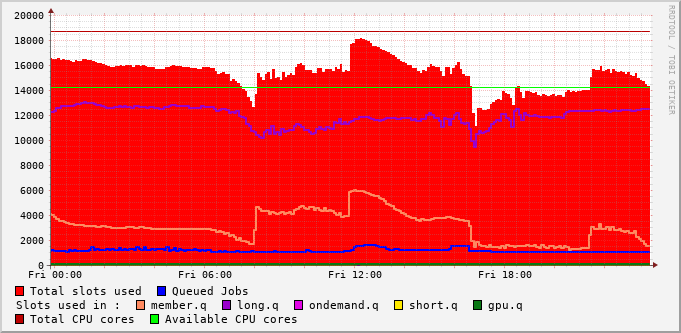 20000
18000
16000
14000
12000
10000
8000
6000
4000
2000
0
Fri 00:00 Fri 06:00 Fri 12:00 Fri 18:00
RRDTOOL / TOBI OETIKER
Total slots used Queued Jobs
Slots used in : member.q long.q ondemand.q short.q gpu.q
Total CPU cores Available CPU cores